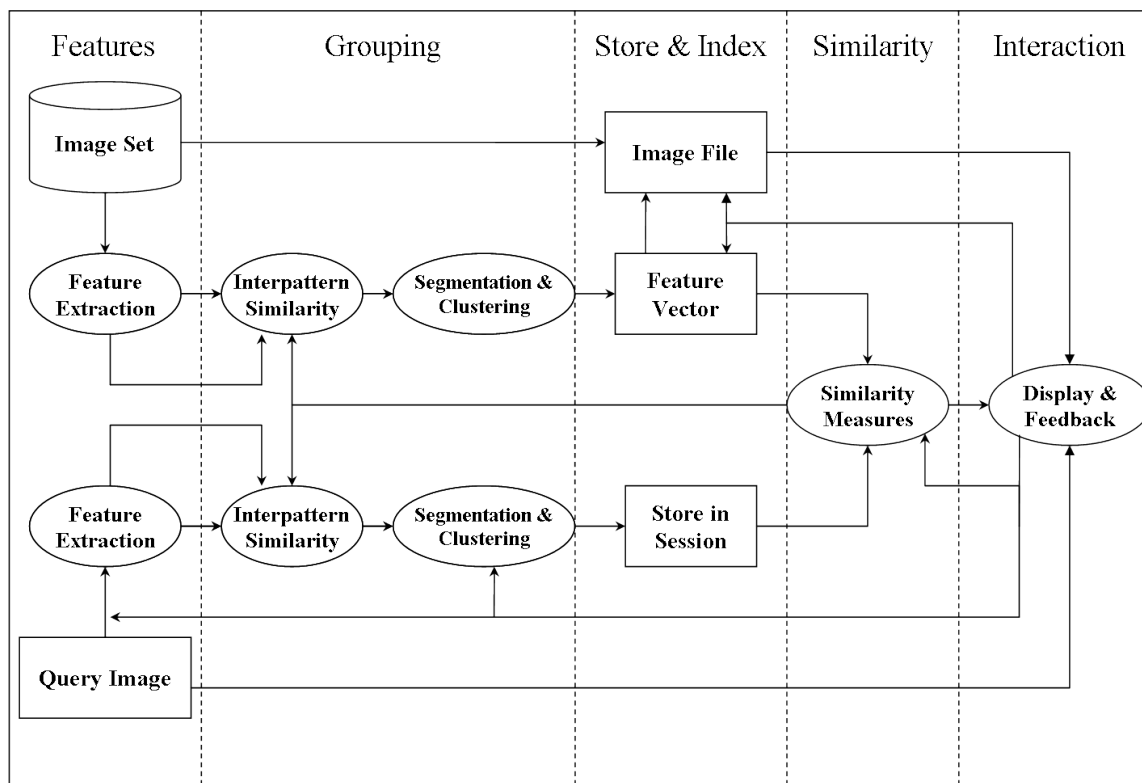 Features
Grouping
Store & Index
Similarity
Interaction
Image Set
Image File
Feature
Extraction
Interpattern
Similarity
Segmentation &
Clustering
Feature
Vector
Similarity
Measures
Display &
Feedback
Feature
Extraction
Interpattern
Similarity
Segmentation &
Clustering
Store in
Session
Query Image